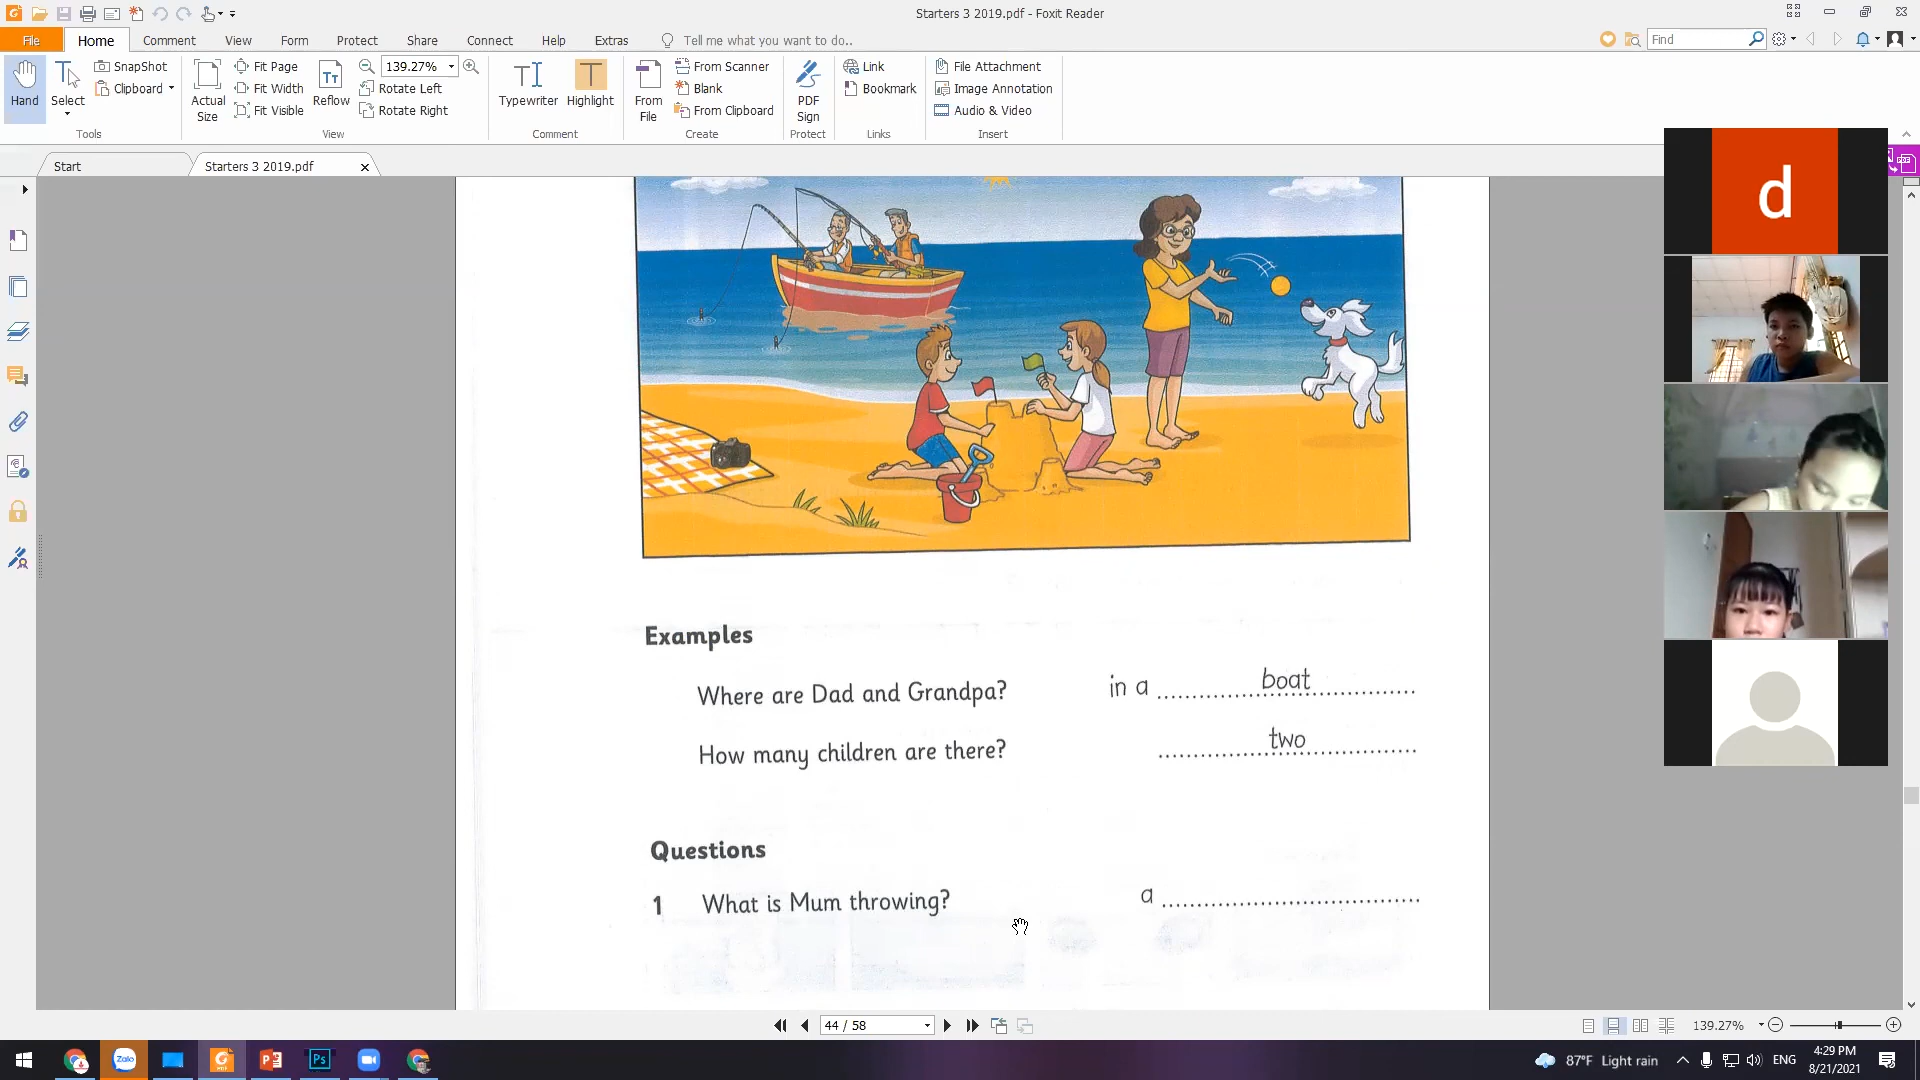 Starters 3 2019.pdf - Foxit Reader
File Home Comment View Form Protect Share Connect Help Extras Tell me what you want to do.. Find
Hand
Select
SnapShot
Clipboard
Tools
Actual
Size
Fit Page
Fit Width
Fit Visible
Reflow
139.27%
Rotate Left
Rotate Right
View
Typewriter
Highlight
Comment
From
File
From Scanner
Blank
From Clipboard
Create
PDF
Sign
Protect
Link
Bookmark
Links
File Attachment
Image Annotation
Audio & Video
Insert
Start
Starters 3 2019.pdf
d
Examples
Where are Dad and Grandpa? in a boat
How many children are there? two
Questions
1 What is Mum throwing? a
44 / 58
139.27%
Zalo
Ps
87°F Light rain
ENG
4:29 PM
8/21/2021